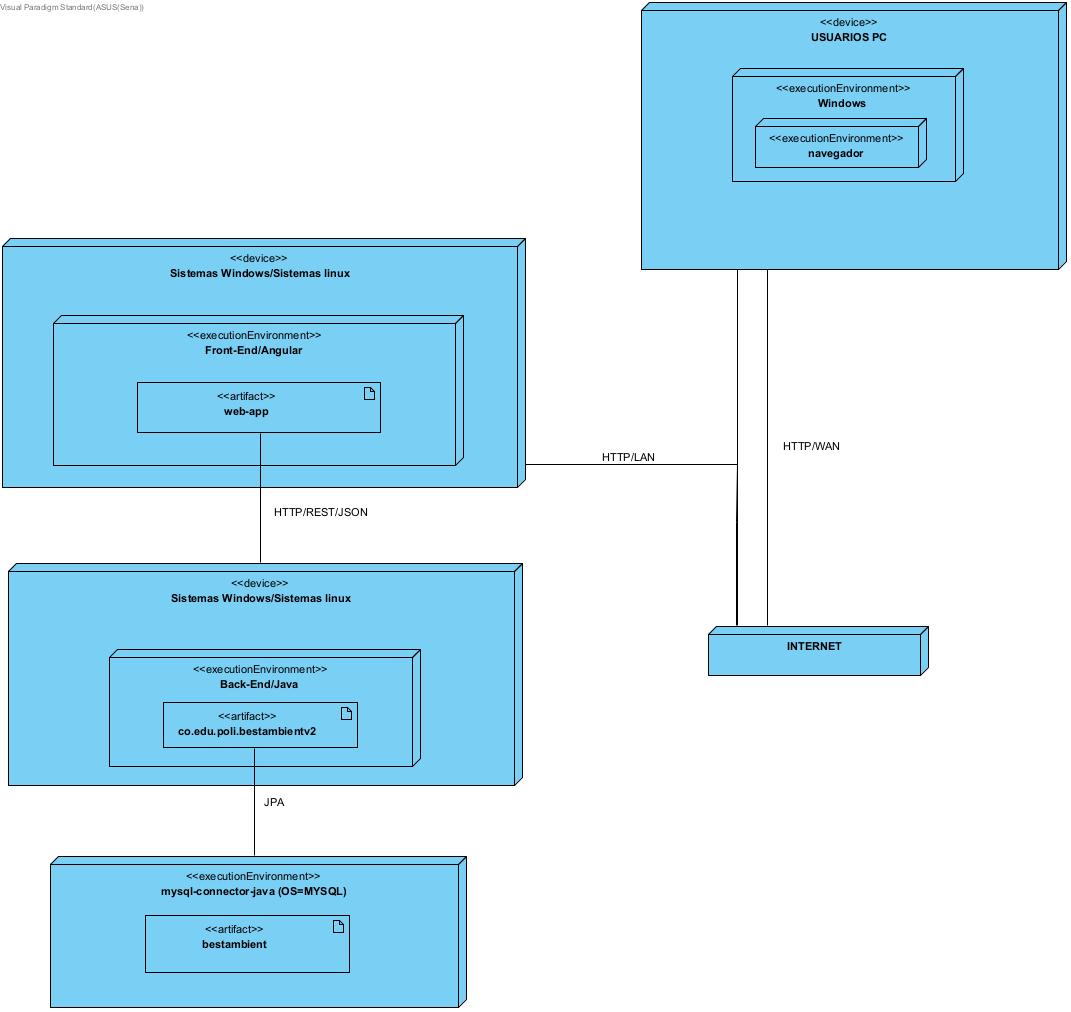 Visual Paradigm Standard(ASUS(Sena))
<<device>>
USUARIOS PC
<<executionEnvironment>>
Windows
<<executionEnvironment>>
navegador
<<device>>
Sistemas Windows/Sistemas linux
<<executionEnvironment>>
Front-End/Angular
<<artifact>>
web-app
HTTP/LAN
HTTP/WAN
HTTP/REST/JSON
<<device>>
Sistemas Windows/Sistemas linux
<<executionEnvironment>>
Back-End/Java
<<artifact>>
co.edu.poli.bestambientv2
INTERNET
JPA
<<executionEnvironment>>
mysql-connector-java (OS=MYSQL)
<<artifact>>
bestambient